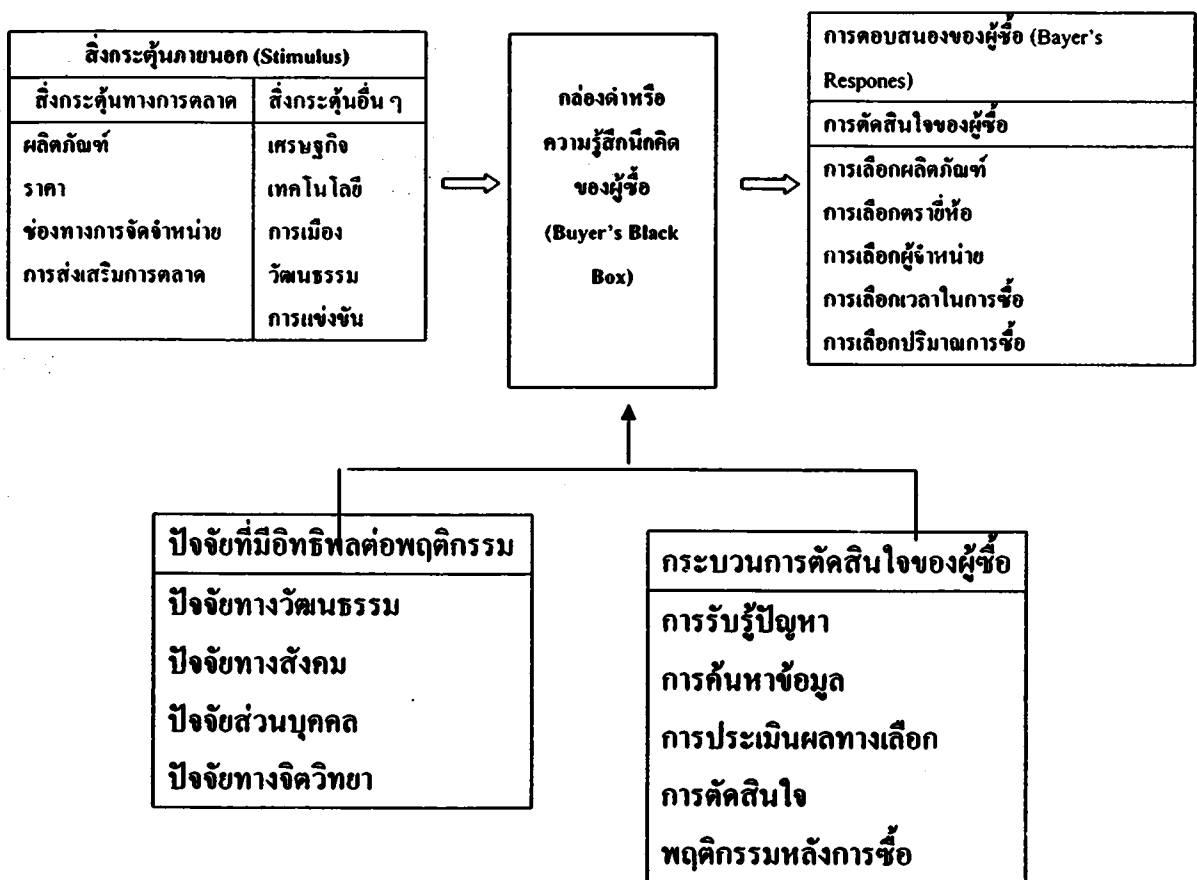 สิ่งกระตุ้นภายนอก (Stimulus)
สิ่งกระตุ้นทางการตลาด
ผลิตภัณฑ์
ราคา
ช่องทางการจัดจำหน่าย
การส่งเสริมการตลาด
สิ่งกระตุ้นอื่น ๆ
เศรษฐกิจ
เทคโนโลยี
การเมือง
วัฒนธรรม
การแข่งขัน
กล่องดำหรือ
ความรู้สึกนึกคิด
ของผู้ซื้อ
(Buyer's Black
Box)
การตอบสนองของผู้ซื้อ (Bayer's
Respones)
การตัดสินใจของผู้ซื้อ
การเลือกผลิตภัณฑ์
การเลือกตรายี่ห้อ
การเลือกผู้จำหน่าย
การเลือกเวลาในการซื้อ
การเลือกปริมาณการซื้อ
ปัจจัยที่มีอิทธิพลต่อพฤติกรรม
ปัจจัยทางวัฒนธรรม
ปัจจัยทางสังคม
ปัจจัยส่วนบุคคล
ปัจจัยทางจิตวิทยา
กระบวนการตัดสินใจของผู้ซื้อ
การรับรู้ปัญหา
การค้นหาข้อมูล
การประเมินผลทางเลือก
การตัดสินใจ
พฤติกรรมหลังการซื้อ